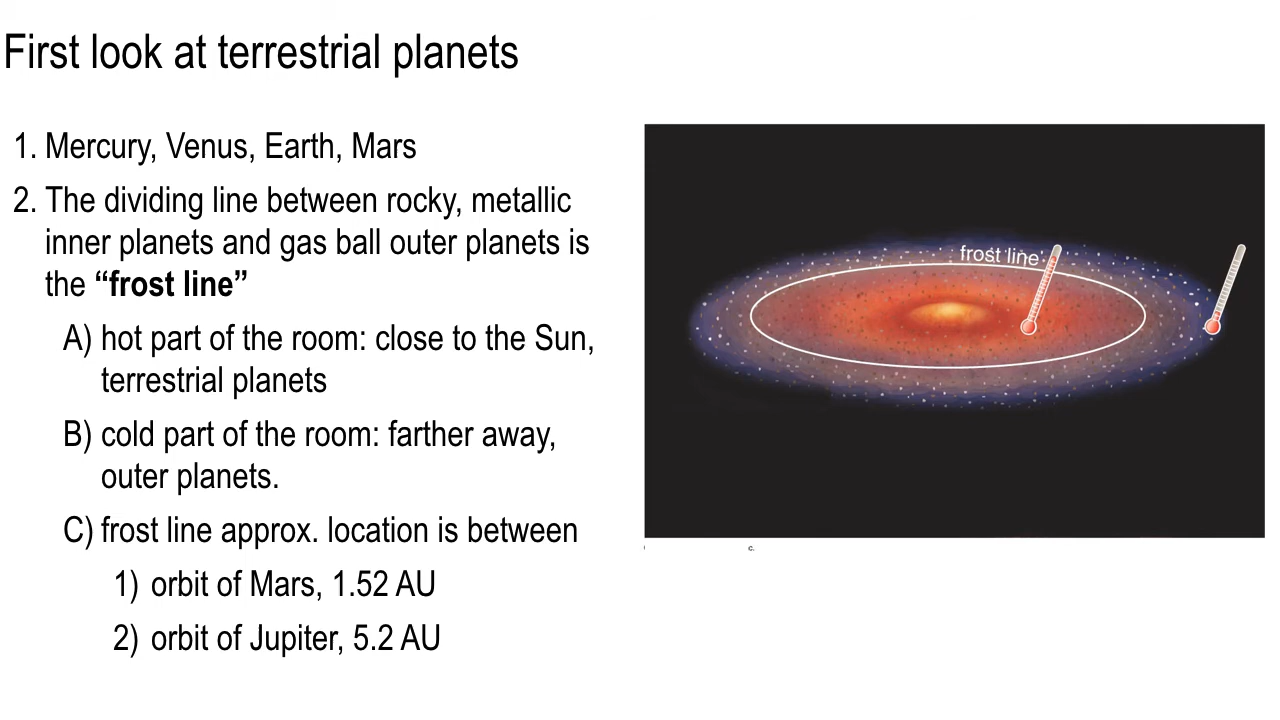 First look at terrestrial planets
1. Mercury, Venus, Earth, Mars
2. The dividing line between rocky, metallic
inner planets and gas ball outer planets is
the “frost line”
A) hot part of the room: close to the Sun,
terrestrial planets
B) cold part of the room: farther away,
outer planets.
C) frost line approx. location is between
1) orbit of Mars, 1.52 AU
2) orbit of Jupiter, 5.2 AU
frost line
c.